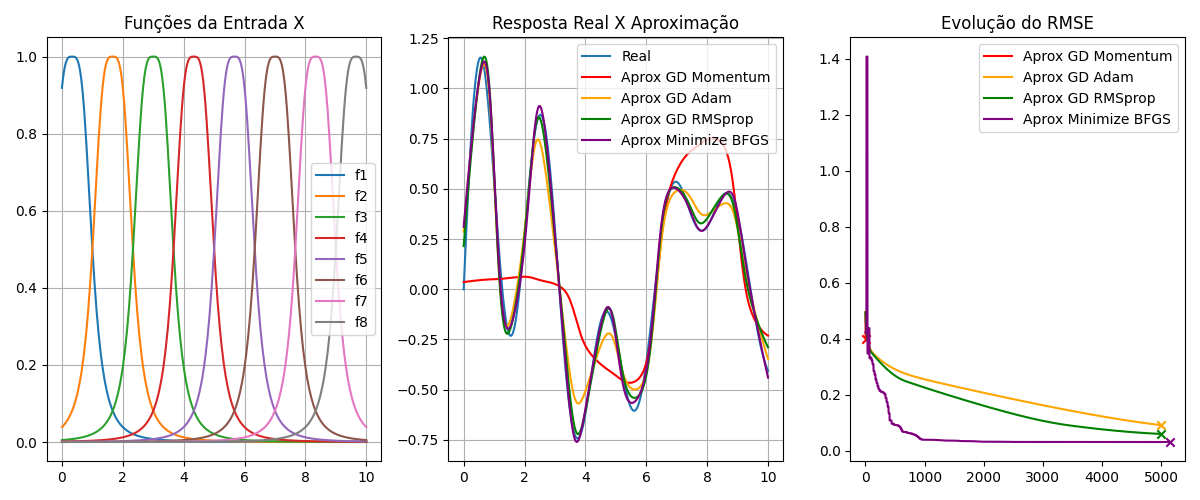 Funções da Entrada X
1.0
0.8
0.6
0.4
0.2
0.0
0 2 4 6 8 10
f1
f2
f3
f4
f5
f6
f7
f8
Resposta Real X Aproximação
1.25
1.00
0.75
0.50
0.25
0.00
−0.25
−0.50
−0.75
0 2 4 6 8 10
Real
Aprox GD Momentum
Aprox GD Adam
Aprox GD RMSprop
Aprox Minimize BFGS
Evolução do RMSE
1.4
1.2
1.0
0.8
0.6
0.4
0.2
0.0
0 1000 2000 3000 4000 5000
Aprox GD Momentum
Aprox GD Adam
Aprox GD RMSprop
Aprox Minimize BFGS